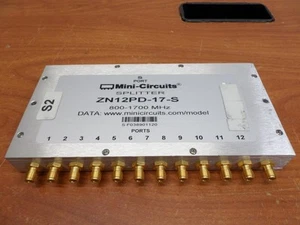 S
PORT
Mini-Circuits®
SPLITTER
ZN12PD-17-S
800-1700 MHz
DATA: www.minicircuits.com/model
S2
PORTS
1 2 3 4 5 6 7 8 9 10 11 12